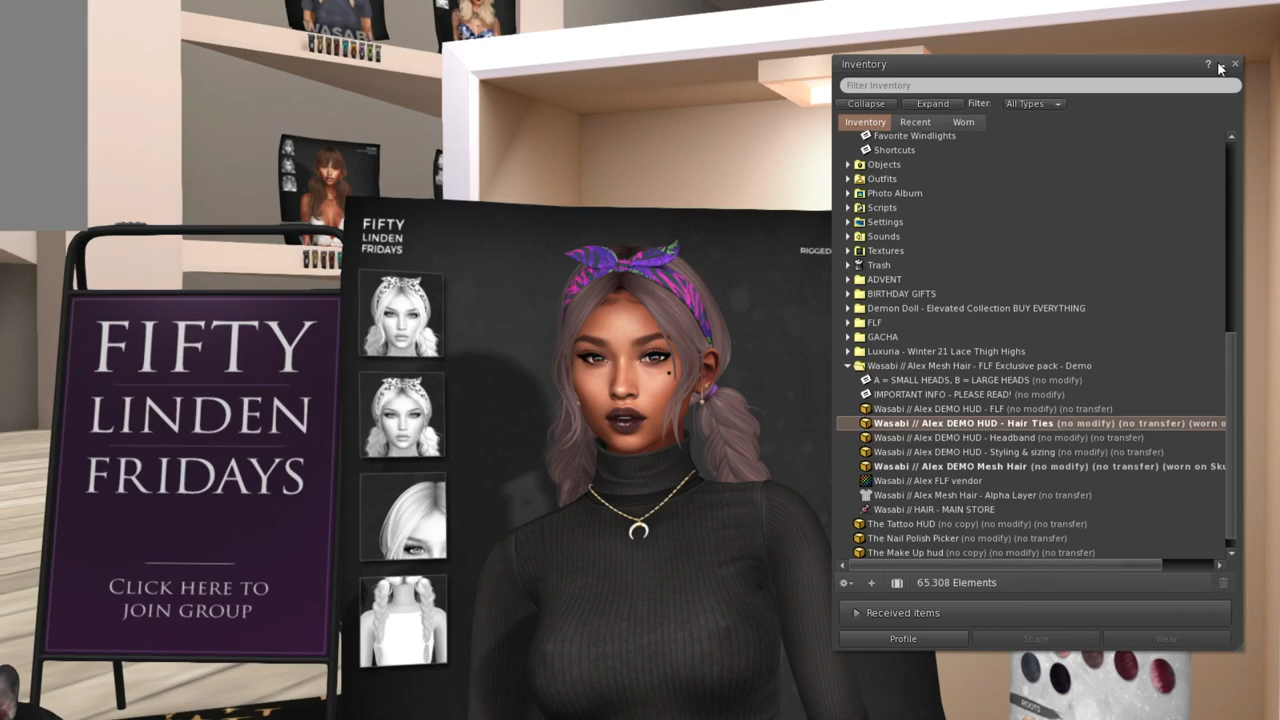 WASABI
FIFTY
LINDEN
FRIDAYS
CLICK HERE TO
JOIN GROUP
FIFTY
LINDEN
FRIDAYS
RIGGED
Inventory
?
Filter Inventory
Collapse Expand Filter: All Types
Inventory Recent Worn
Favorite Windlights
Shortcuts
Objects
Outfits
Photo Album
Scripts
Settings
Sounds
Textures
Trash
ADVENT
BIRTHDAY GIFTS
Demon Doll - Elevated Collection BUY EVERYTHING
FLF
GACHA
Luxuria - Winter 21 Lace Thigh Highs
Wasabi // Alex Mesh Hair - FLF Exclusive pack - Demo
A = SMALL HEADS, B = LARGE HEADS (no modify)
IMPORTANT INFO - PLEASE READ! (no modify)
Wasabi // Alex DEMO HUD - FLF (no modify) (no transfer)
Wasabi // Alex DEMO HUD - Hair Ties (no modify) (no transfer) (worn o
Wasabi // Alex DEMO HUD - Headband (no modify) (no transfer)
Wasabi // Alex DEMO HUD - Styling & sizing (no modify) (no transfer)
Wasabi // Alex DEMO Mesh Hair (no modify) (no transfer) (worn on Sku
Wasabi // Alex FLF vendor
Wasabi // Alex Mesh Hair - Alpha Layer (no transfer)
Wasabi // HAIR - MAIN STORE
The Tattoo HUD (no copy) (no modify) (no transfer)
The Nail Polish Picker (no modify) (no transfer)
The Make Up hud (no copy) (no modify) (no transfer)
65.308 Elements
Received items
Profile Share Wear
ROOTS